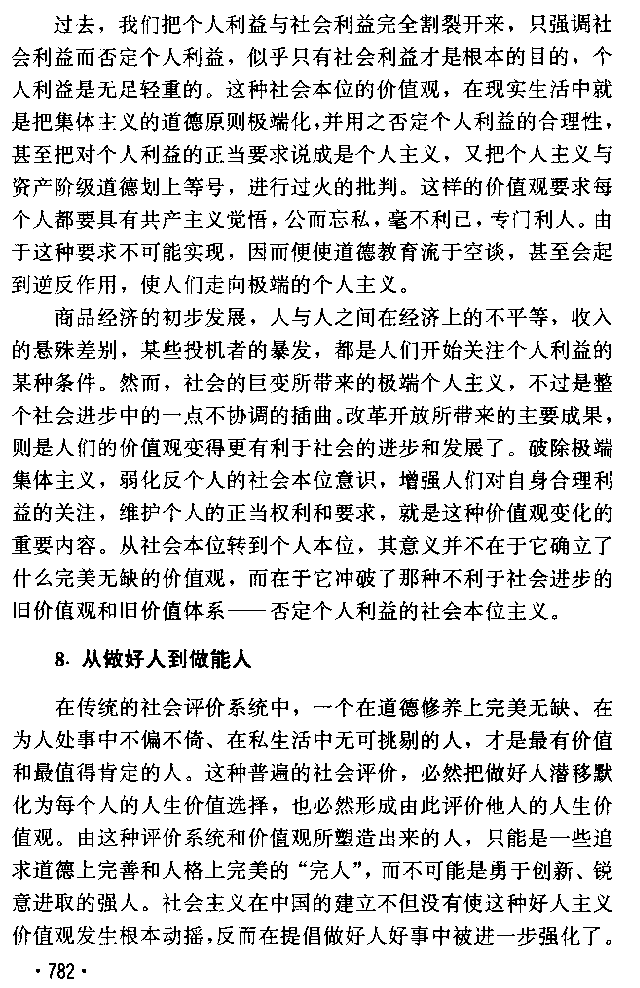 过去，我们把个人利益与社会利益完全割裂开来，只强调社
会利益而否定个人利益，似乎只有社会利益才是根本的目的，个
人利益是无足轻重的。这种社会本位的价值观，在现实生活中就
是把集体主义的道德原则极端化，并用之否定个人利益的合理性，
甚至把对个人利益的正当要求说成是个人主义，又把个人主义与
资产阶级道德划上等号，进行过火的批判。这样的价值观要求每
个人都要具有共产主义觉悟，公而忘私，毫不利己，专门利人。由
于这种要求不可能实现，因而便使道德教育流于空谈，甚至会起
到逆反作用，使人们走向极端的个人主义。
商品经济的初步发展，人与人之间在经济上的不平等，收入
的悬殊差别，某些投机者的暴发，都是人们开始关注个人利益的
某种条件。然而，社会的巨变所带来的极端个人主义，不过是整
个社会进步中的一点不协调的插曲。改革开放所带来的主要成果，
则是人们的价值观变得更有利于社会的进步和发展了。破除极端
集体主义，弱化反个人的社会本位意识，增强人们对自身合理利
益的关注，维护个人的正当权利和要求，就是这种价值观变化的
重要内容。从社会本位转到个人本位，其意义并不在于它确立了
什么完美无缺的价值观，而在于它冲破了那种不利于社会进步的
旧价值观和旧价值体系——否定个人利益的社会本位主义。
8. 从做好人到做能人
在传统的社会评价系统中，一个在道德修养上完美无缺、在
为人处事中不偏不倚、在私生活中无可挑剔的人，才是最有价值
和最值得肯定的人。这种普遍的社会评价，必然把做好人潜移默
化为每个人的人生价值选择，也必然形成由此评价他人的人生价
值观。由这种评价系统和价值观所塑造出来的人，只能是一些追
求道德上完善和人格上完美的“完人”，而不可能是勇于创新、锐
意进取的强人。社会主义在中国的建立不但没有使这种好人主义
价值观发生根本动摇，反而在提倡做好人好事中被进一步强化了。
·782·